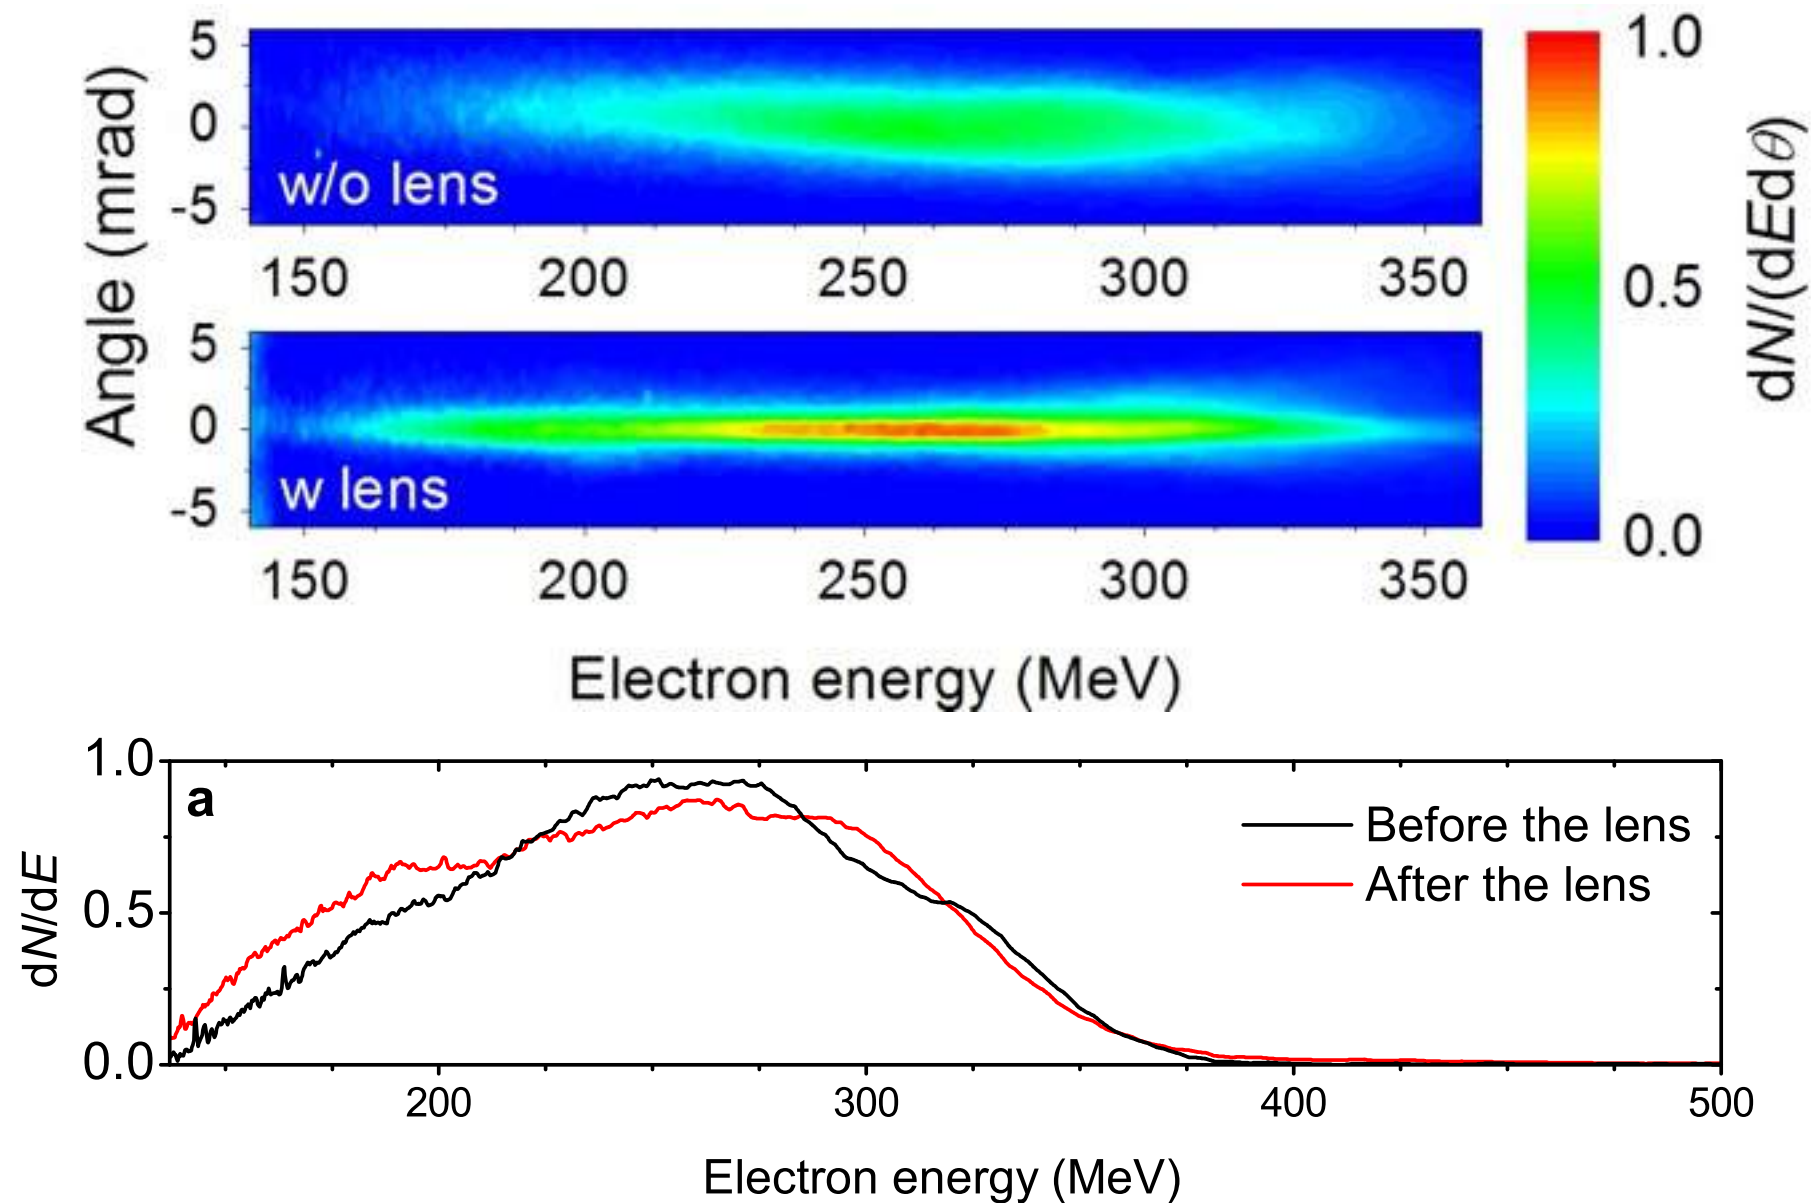 5
0
-5
Angle (mrad)
w/o lens
150 200 250 300 350
5
0
-5
w lens
150 200 250 300 350
Electron energy (MeV)
1.0
0.5
0.0
dN/(dEdθ)
1.0
0.5
0.0
dN/dE
a
Before the lens
After the lens
200 300 400 500
Electron energy (MeV)